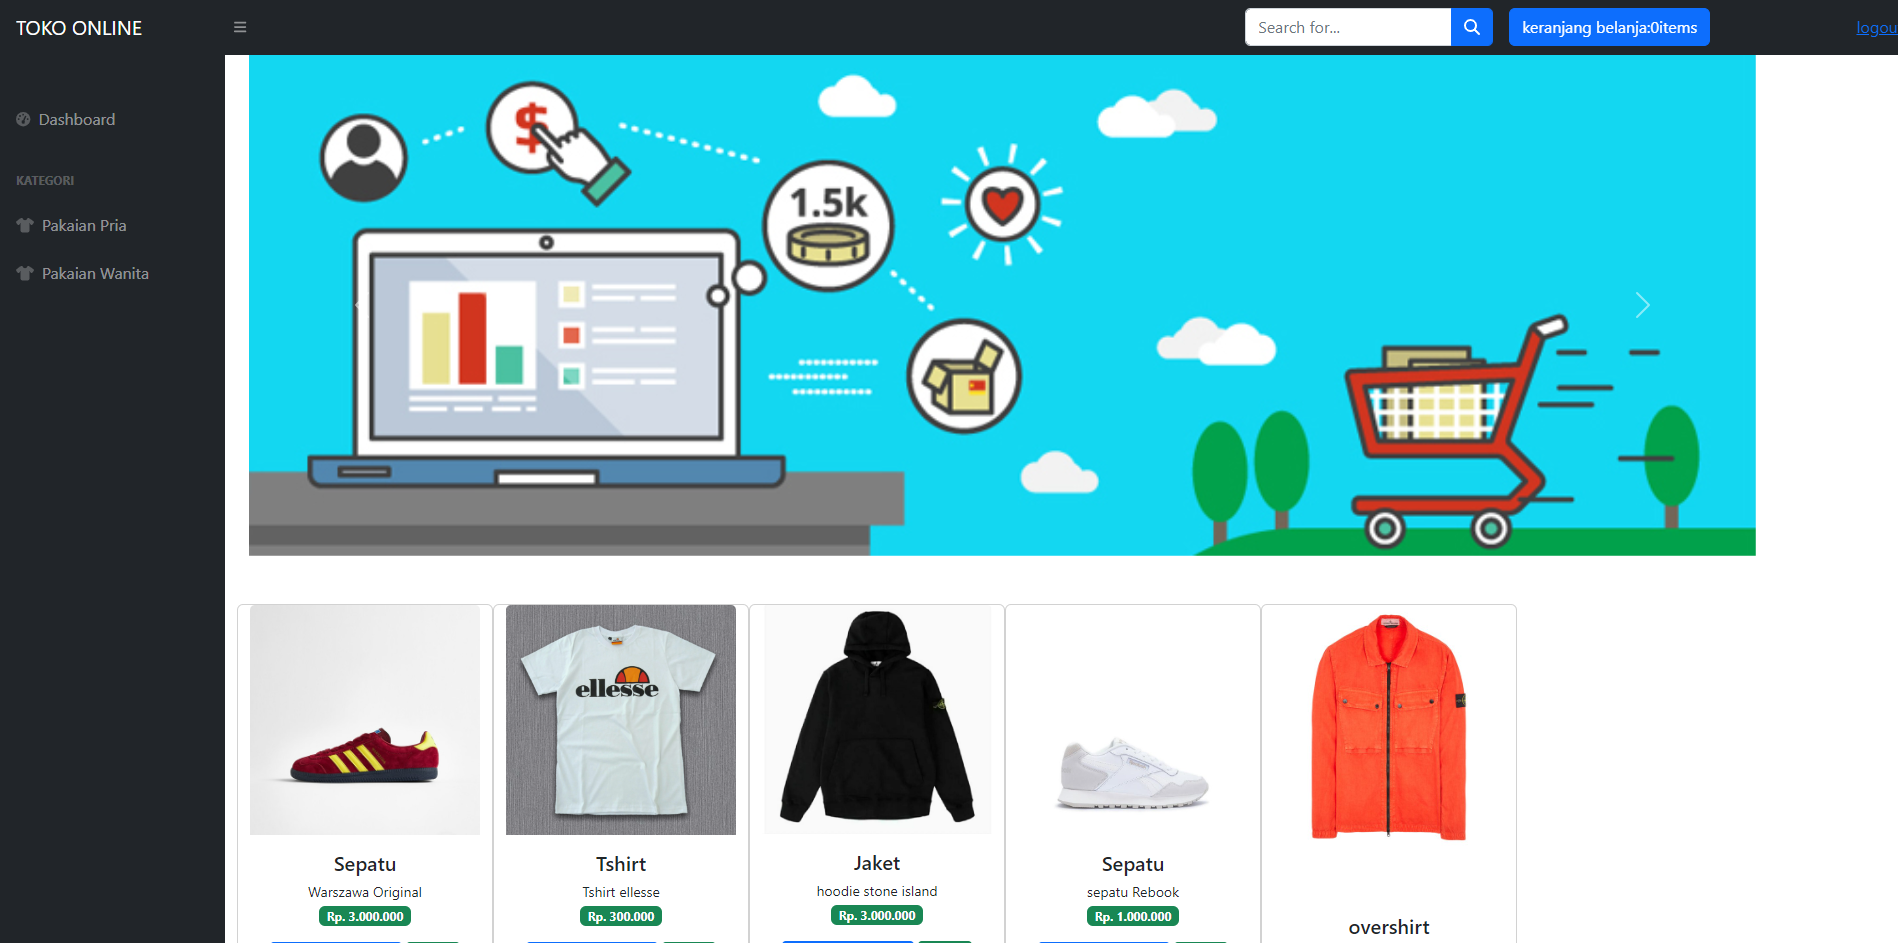 TOKO ONLINE
Search for...
keranjang belanja:0items
logou
Dashboard
KATEGORI
Pakaian Pria
Pakaian Wanita
$
1.5k
ellesse
Sepatu
Warszawa Original
Rp. 3.000.000
Tshirt
Tshirt ellesse
Rp. 300.000
Jaket
hoodie stone island
Rp. 3.000.000
Sepatu
sepatu Rebook
Rp. 1.000.000
overshirt